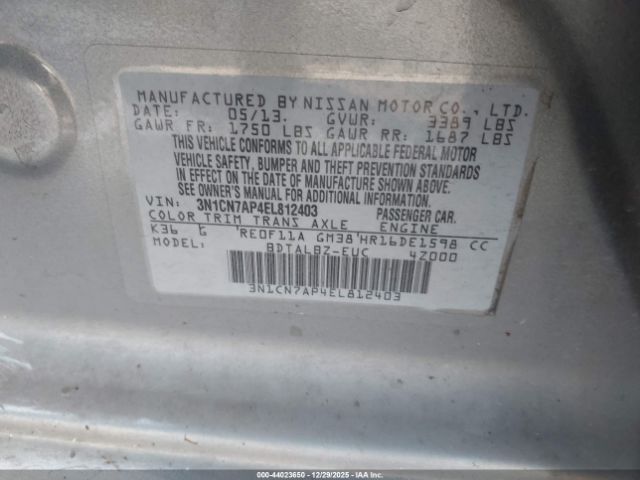 MANUFACTURED BY NISSAN MOTOR CO., LTD.
DATE: 05/13. GVWR: 3389 LBS
GAWR FR: 1750 LBS GAWR RR: 1687 LBS
THIS VEHICLE CONFORMS TO ALL APPLICABLE FEDERAL MOTOR
VEHICLE SAFETY, BUMPER AND THEFT PREVENTION STANDARDS
IN EFFECT ON THE DATE OF MANUFACTURE SHOWN ABOVE.
SEE OWNER'S MANUAL FOR ADDITIONAL INFORMATION.
VIN: 3N1CN7AP4EL812403 PASSENGER CAR.
COLOR TRIM TRANS AXLE ENGINE
K36 G RE0F11A GM38 HR16DE1598 CC
MODEL: BDTALBZ-EUC 4Z000
3N1CN7AP4EL812403
© IAA - 44023650 - 12/29/2025 - COPART - IAA Inc.